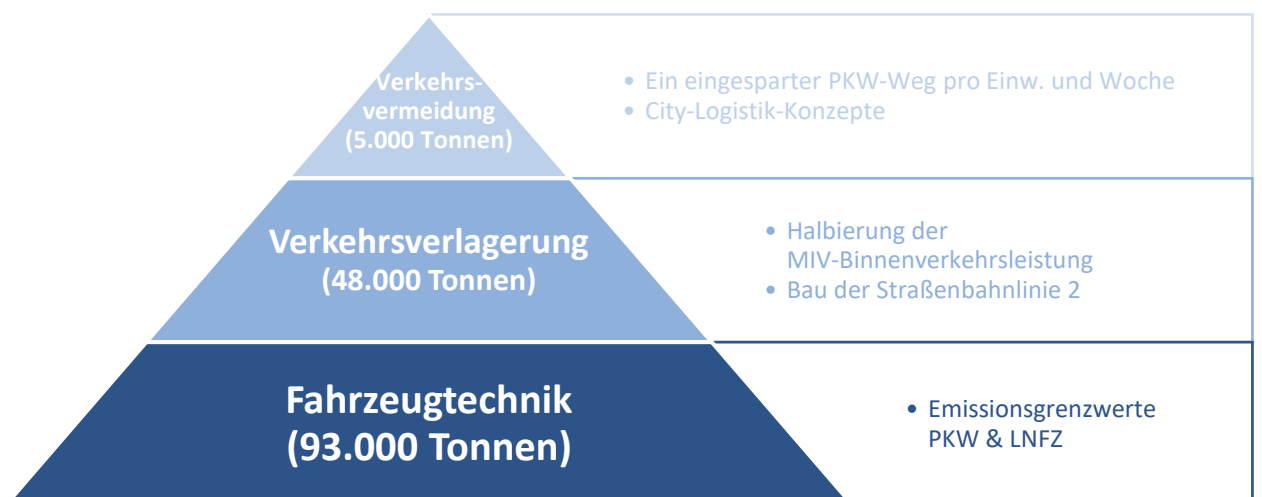 Verkehrs-
vermeidung
(5.000 Tonnen)
• Ein eingesparter PKW-Weg pro Einw. und Woche
• City-Logistik-Konzepte
Verkehrsverlagerung
(48.000 Tonnen)
• Halbierung der
MIV-Binnenverkehrsleistung
• Bau der Straßenbahnlinie 2
Fahrzeugtechnik
(93.000 Tonnen)
• Emissionsgrenzwerte
PKW & LNFZ